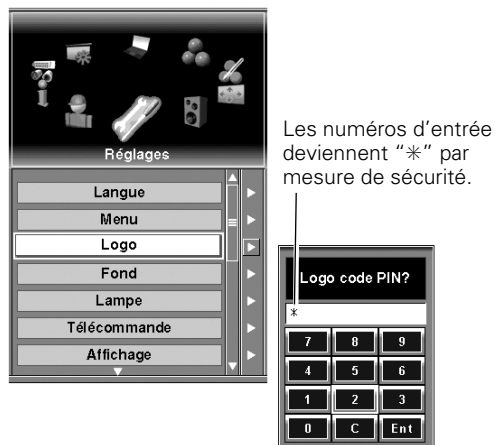 Réglages
Langue
Menu
Logo
Fond
Lampe
Télécommande
Affichage
Les numéros d’entrée
deviennent “✳” par
mesure de sécurité.
Logo code PIN?
✳
7 8 9
4 5 6
1 2 3
0 C Ent